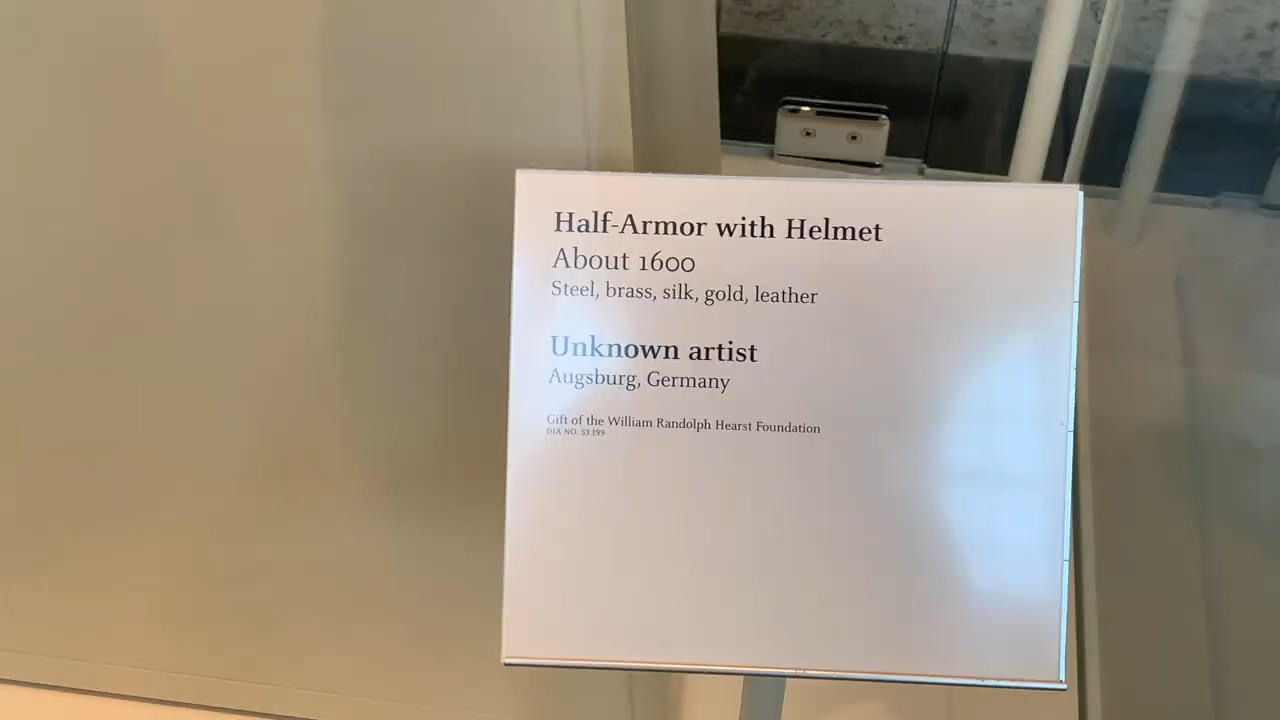 Half-Armor with Helmet
About 1600
Steel, brass, silk, gold, leather
Unknown artist
Augsburg, Germany
Gift of the William Randolph Hearst Foundation
DIA NO. 53.199